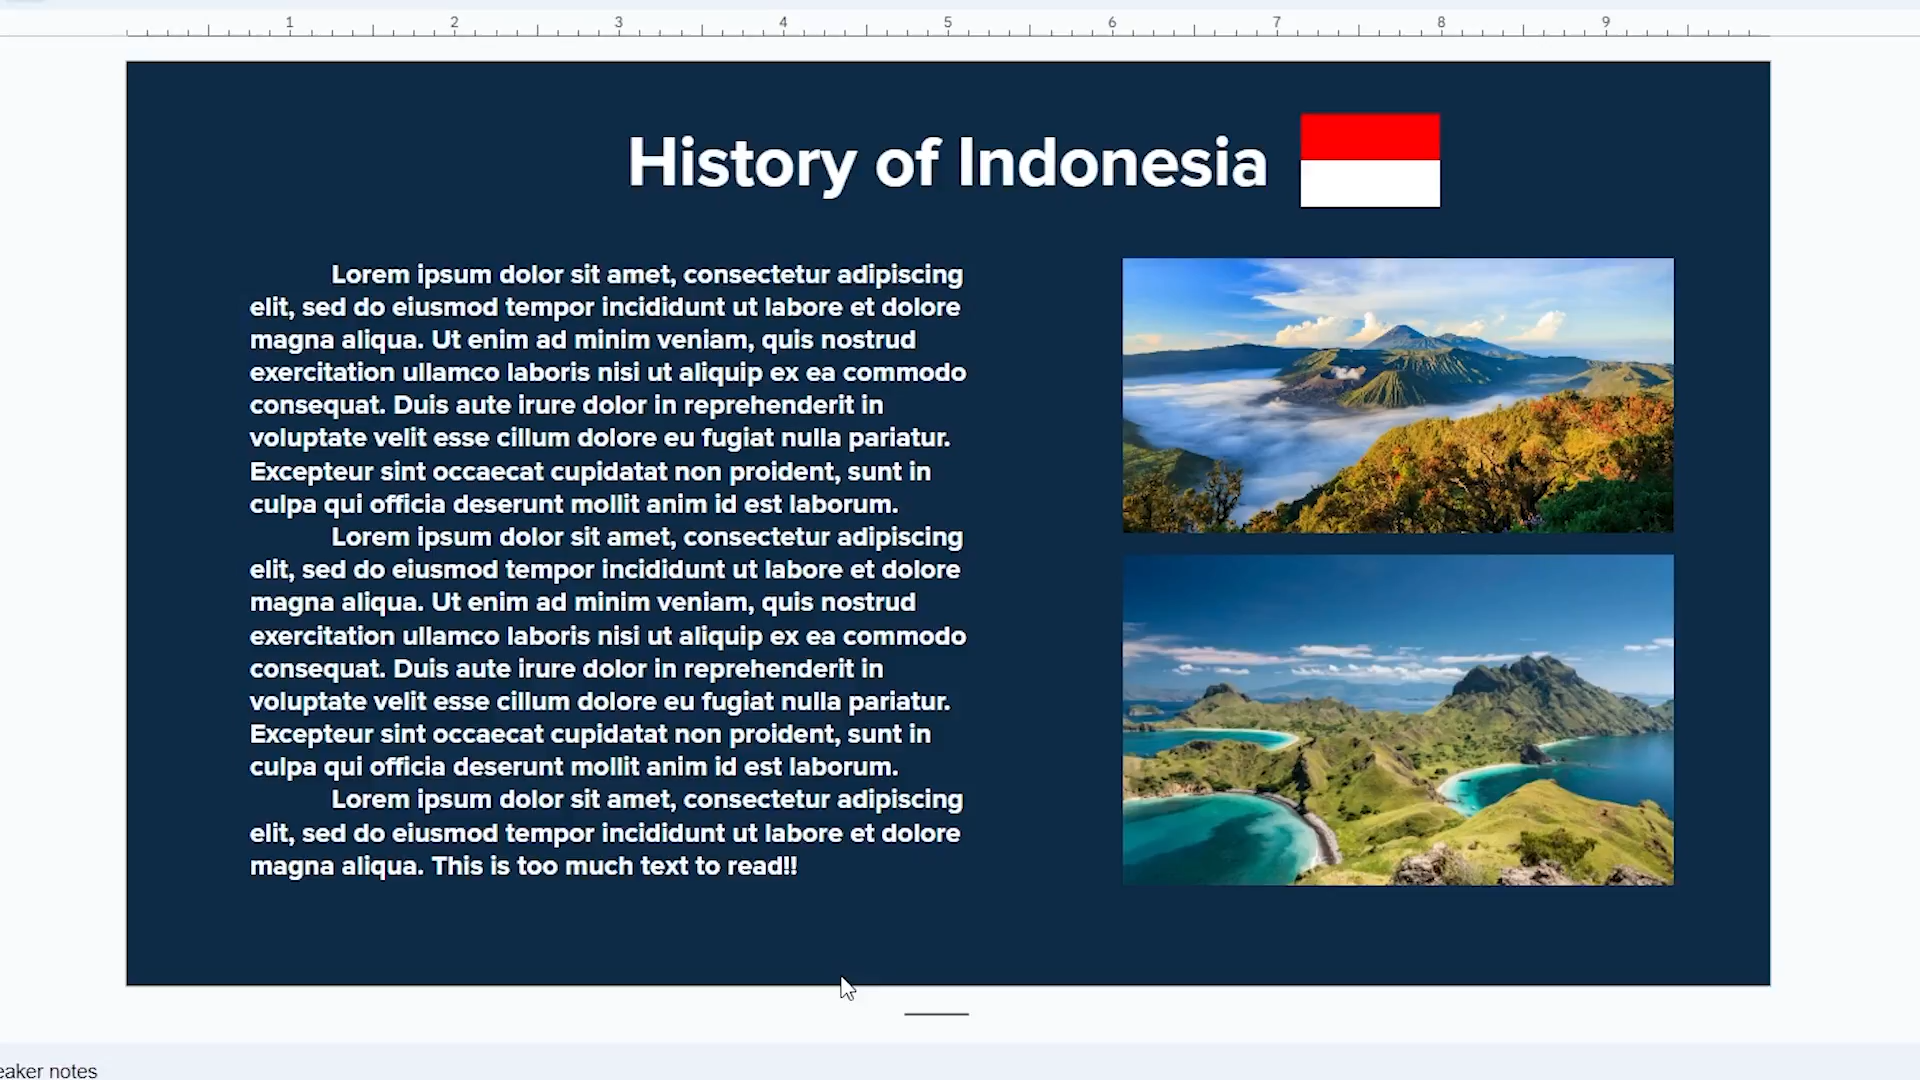 1 2 3 4 5 6 7 8 9
History of Indonesia
Lorem ipsum dolor sit amet, consectetur adipiscing
elit, sed do eiusmod tempor incididunt ut labore et dolore
magna aliqua. Ut enim ad minim veniam, quis nostrud
exercitation ullamco laboris nisi ut aliquip ex ea commodo
consequat. Duis aute irure dolor in reprehenderit in
voluptate velit esse cillum dolore eu fugiat nulla pariatur.
Excepteur sint occaecat cupidatat non proident, sunt in
culpa qui officia deserunt mollit anim id est laborum.
Lorem ipsum dolor sit amet, consectetur adipiscing
elit, sed do eiusmod tempor incididunt ut labore et dolore
magna aliqua. Ut enim ad minim veniam, quis nostrud
exercitation ullamco laboris nisi ut aliquip ex ea commodo
consequat. Duis aute irure dolor in reprehenderit in
voluptate velit esse cillum dolore eu fugiat nulla pariatur.
Excepteur sint occaecat cupidatat non proident, sunt in
culpa qui officia deserunt mollit anim id est laborum.
Lorem ipsum dolor sit amet, consectetur adipiscing
elit, sed do eiusmod tempor incididunt ut labore et dolore
magna aliqua. This is too much text to read!!
eaker notes